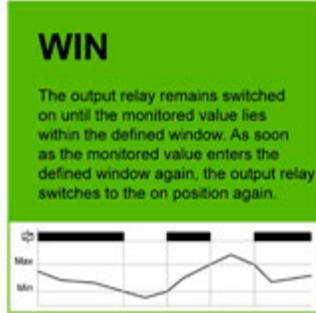 WIN
The output relay remains switched
on until the monitored value lies
within the defined window. As soon
as the monitored value enters the
defined window again, the output relay
switches to the on position again.
Max
Min